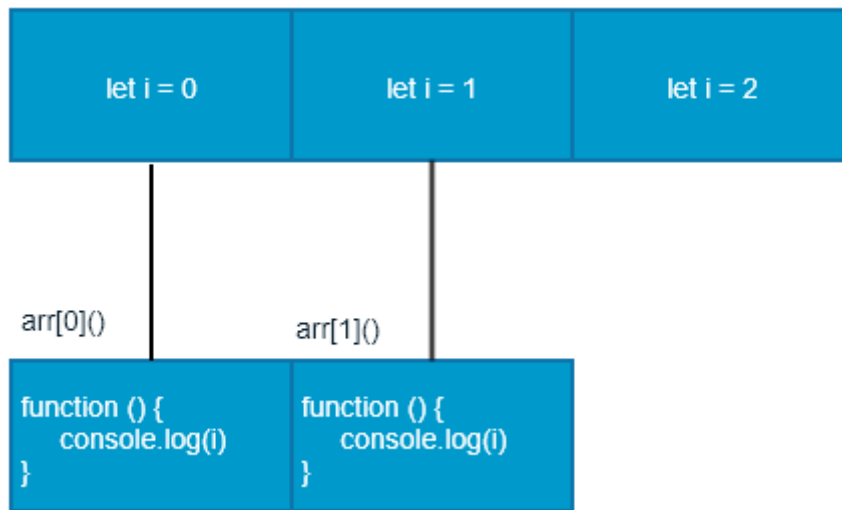 let i = 0
let i = 1
let i = 2
arr[0]()
arr[1]()
function () {
console.log(i)
}
function () {
console.log(i)
}